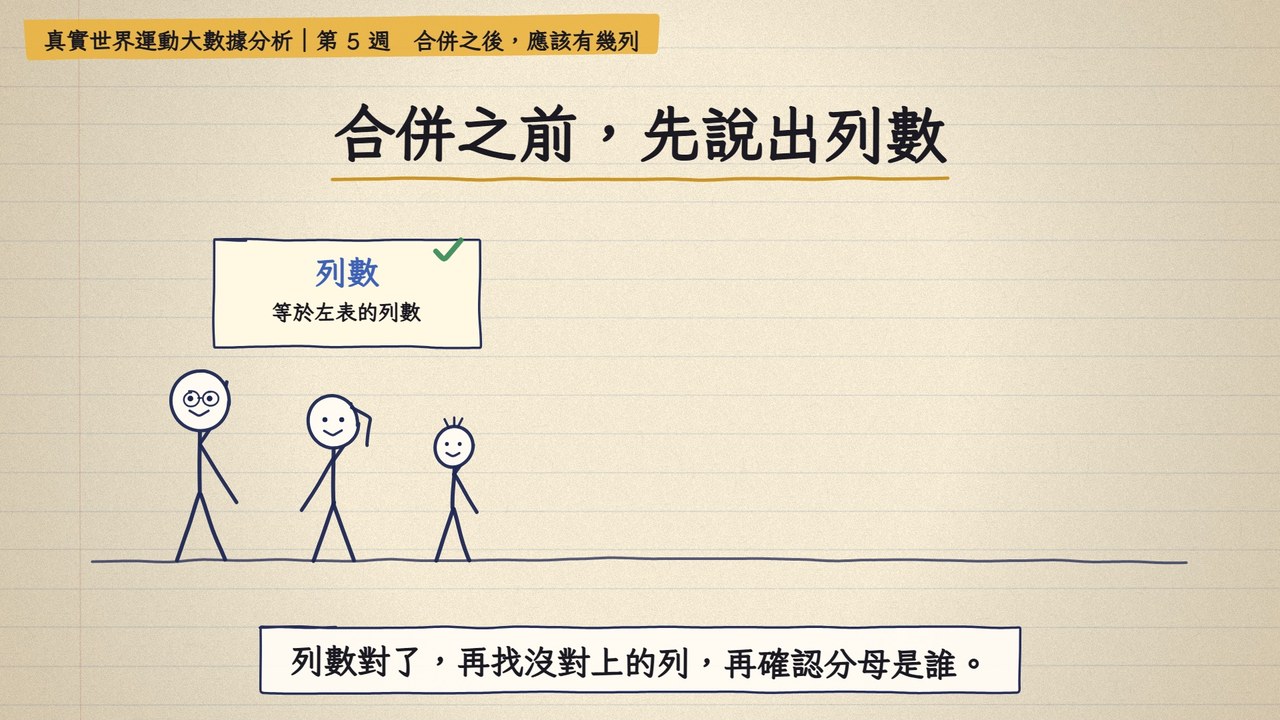 真實世界運動大數據分析｜第 5 週　合併之後，應該有幾列
合併之前，先說出列數
列數
等於左表的列數
列數對了，再找沒對上的列，再確認分母是誰。